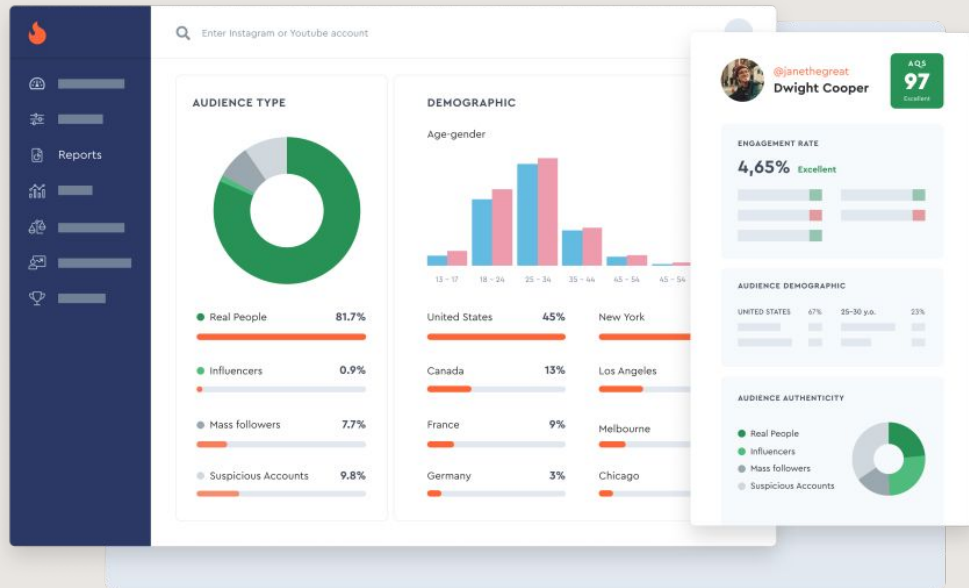 Enter Instagram or Youtube account
Reports
AUDIENCE TYPE
Real People 81.7%
Influencers 0.9%
Mass followers 7.7%
Suspicious Accounts 9.8%
DEMOGRAPHIC
Age-gender
13 - 17 18 - 24 25 - 34 35 - 44 45 - 54 45 - 54
United States 45%
Canada 13%
France 9%
Germany 3%
New York
Los Angeles
Melbourne
Chicago
@janethegreat
Dwight Cooper
AQS
97
Excellent
ENGAGEMENT RATE
4,65% Excellent
AUDIENCE DEMOGRAPHIC
UNITED STATES 67% 25-30 y.o. 23%
AUDIENCE AUTHENTICITY
Real People
Influencers
Mass followers
Suspicious Accounts